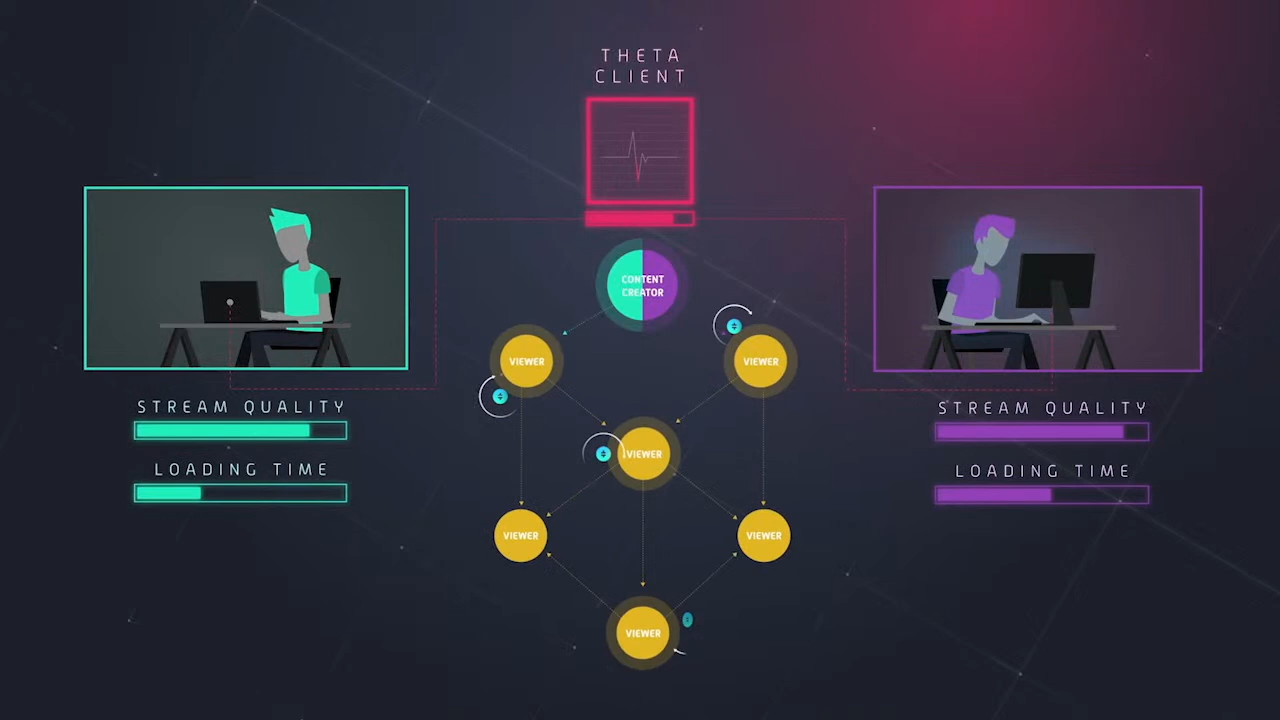 THETA
CLIENT
CONTENT
CREATOR
VIEWER
VIEWER
STREAM QUALITY
STREAM QUALITY
VIEWER
LOADING TIME
LOADING TIME
VIEWER
VIEWER
VIEWER